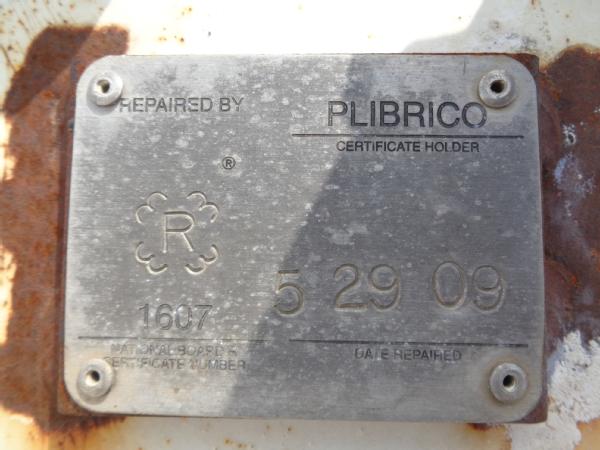 REPAIRED BY PLIBRICO
CERTIFICATE HOLDER
®
R
1607 5 29 09
NATIONAL BOARD R DATE REPAIRED
CERTIFICATE NUMBER